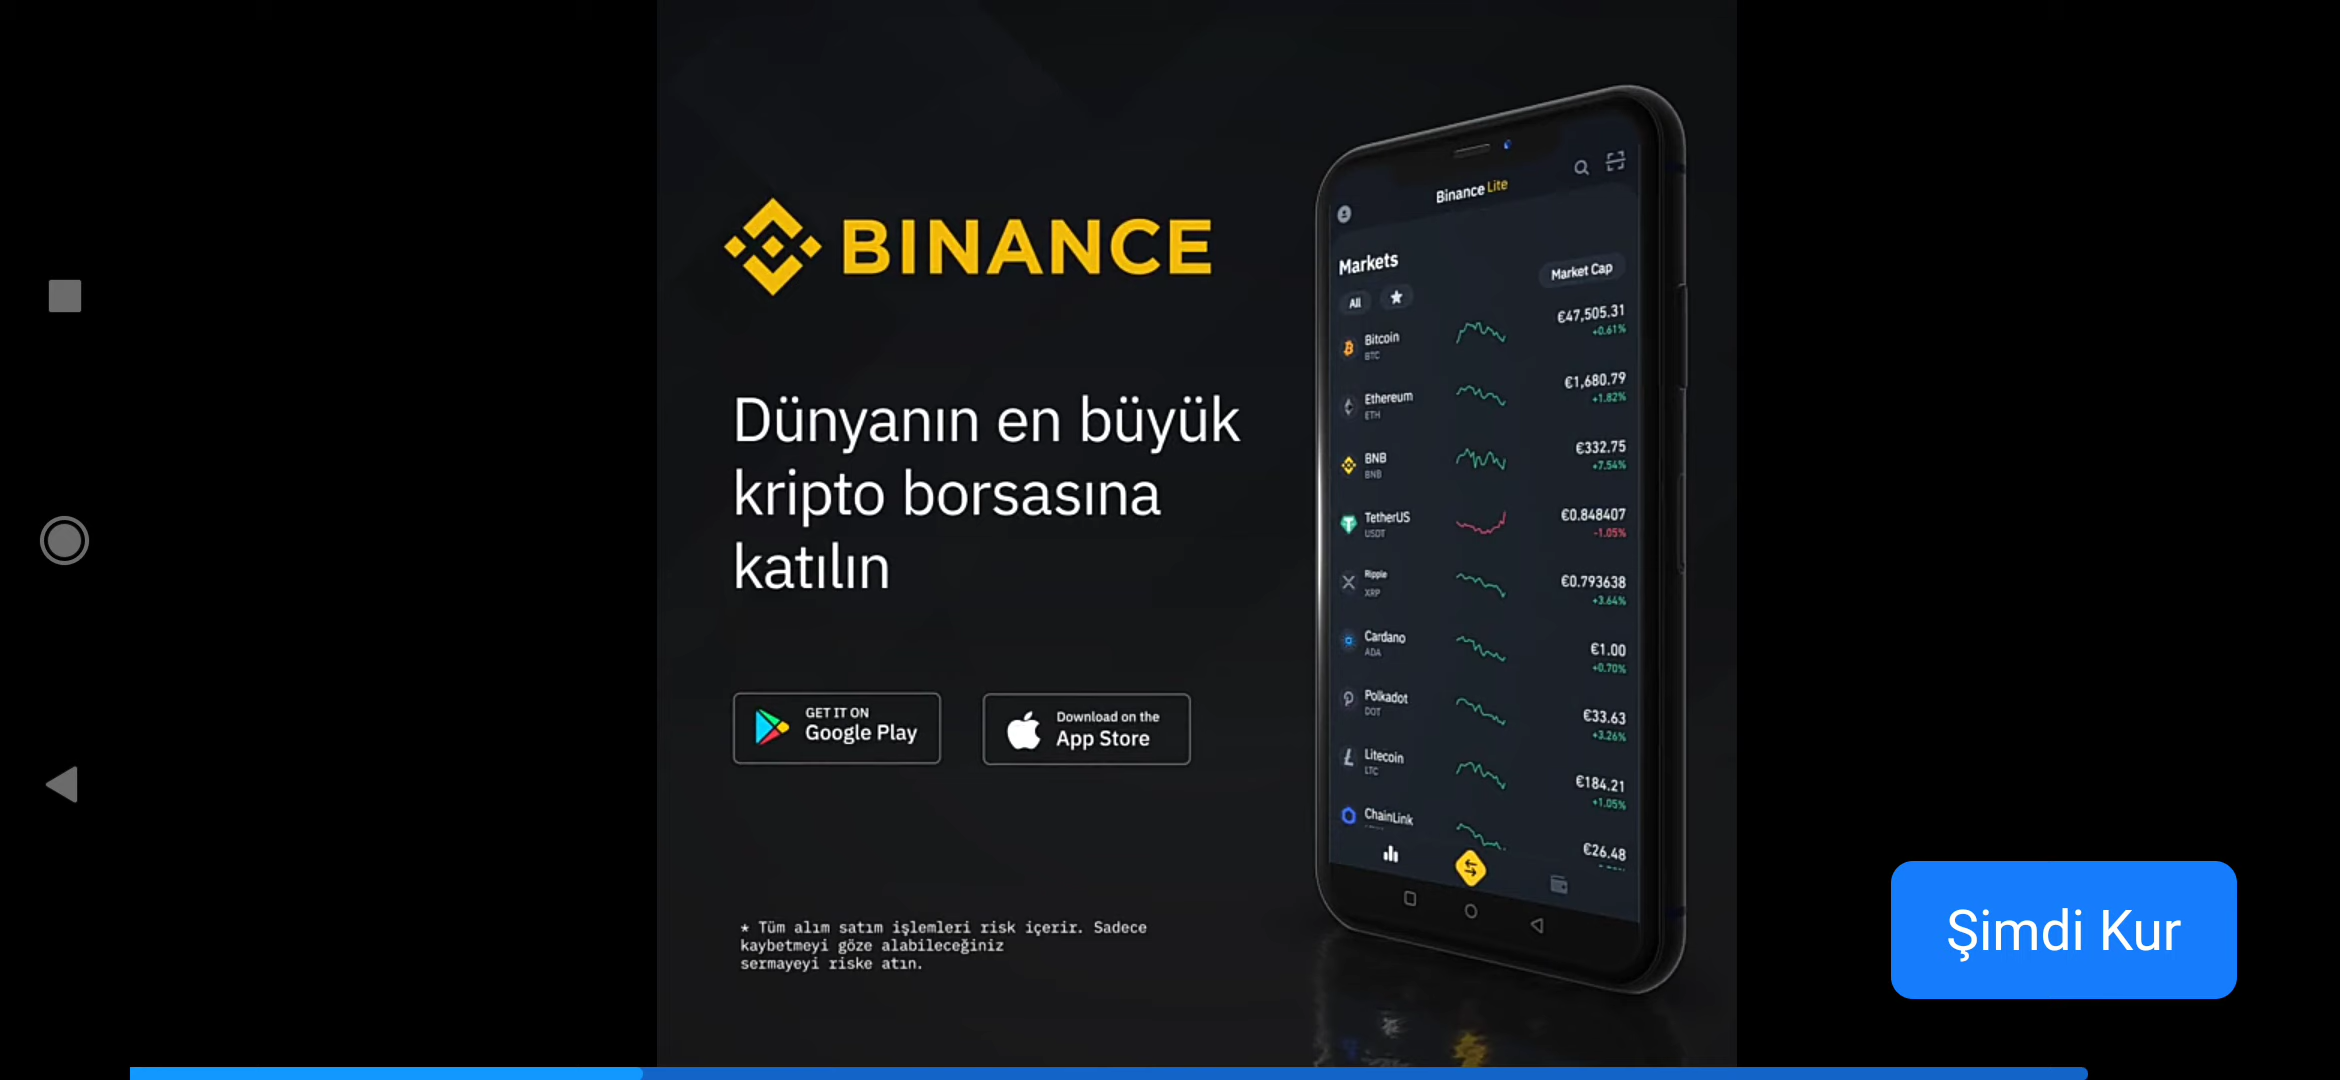 BINANCE
Dünyanın en büyük
kripto borsasına
katılın
GET IT ON
Google Play
Download on the
App Store
* Tüm alım satım işlemleri risk içerir. Sadece
kaybetmeyi göze alabileceğiniz
sermayeyi riske atın.
Binance Lite
Markets
Market Cap
All
Bitcoin
BTC
€47,505.31
+0.61%
Ethereum
ETH
€1,680.79
+1.82%
BNB
BNB
€332.75
+7.54%
TetherUS
USDT
€0.848407
-1.05%
Ripple
XRP
€0.793638
+3.64%
Cardano
ADA
€1.00
+0.70%
Polkadot
DOT
€33.63
+3.26%
Litecoin
LTC
€184.21
+1.05%
ChainLink
€26.48
Şimdi Kur